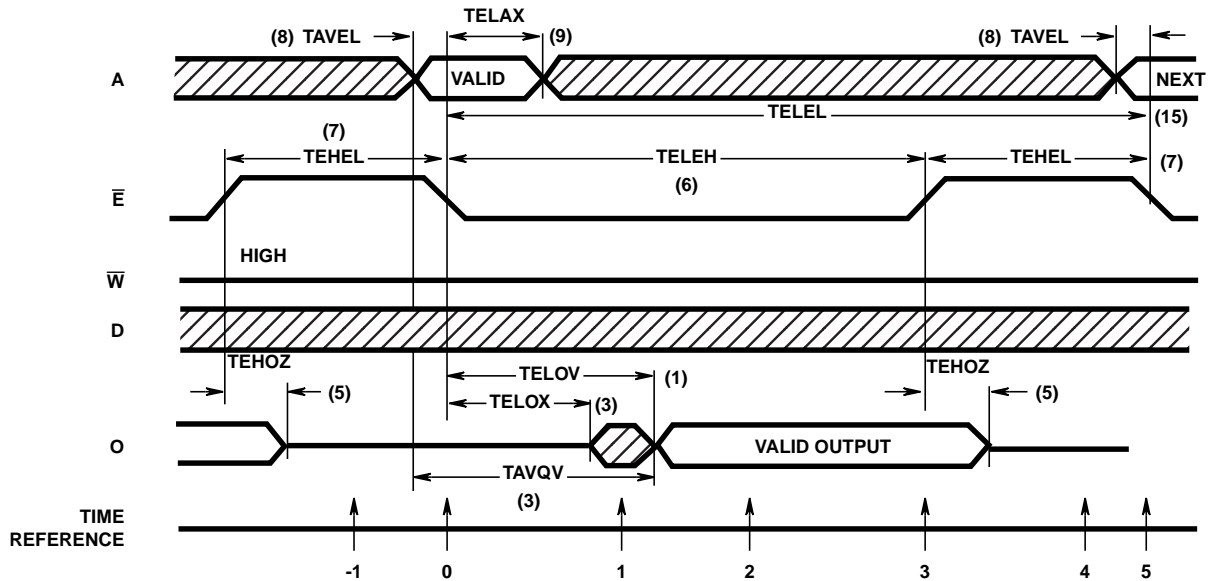 TELAX
(8) TAVEL
(9)
(8) TAVEL
A
VALID
NEXT
TELEL
(15)
(7)
TEHEL
TELEH
TEHEL
(7)
(6)
E
HIGH
W
D
TEHOZ
TELOV
(1)
TEHOZ
(5)
TELOX
(3)
(5)
O
VALID OUTPUT
TAVQV
(3)
TIME
REFERENCE
-1 0 1 2 3 4 5